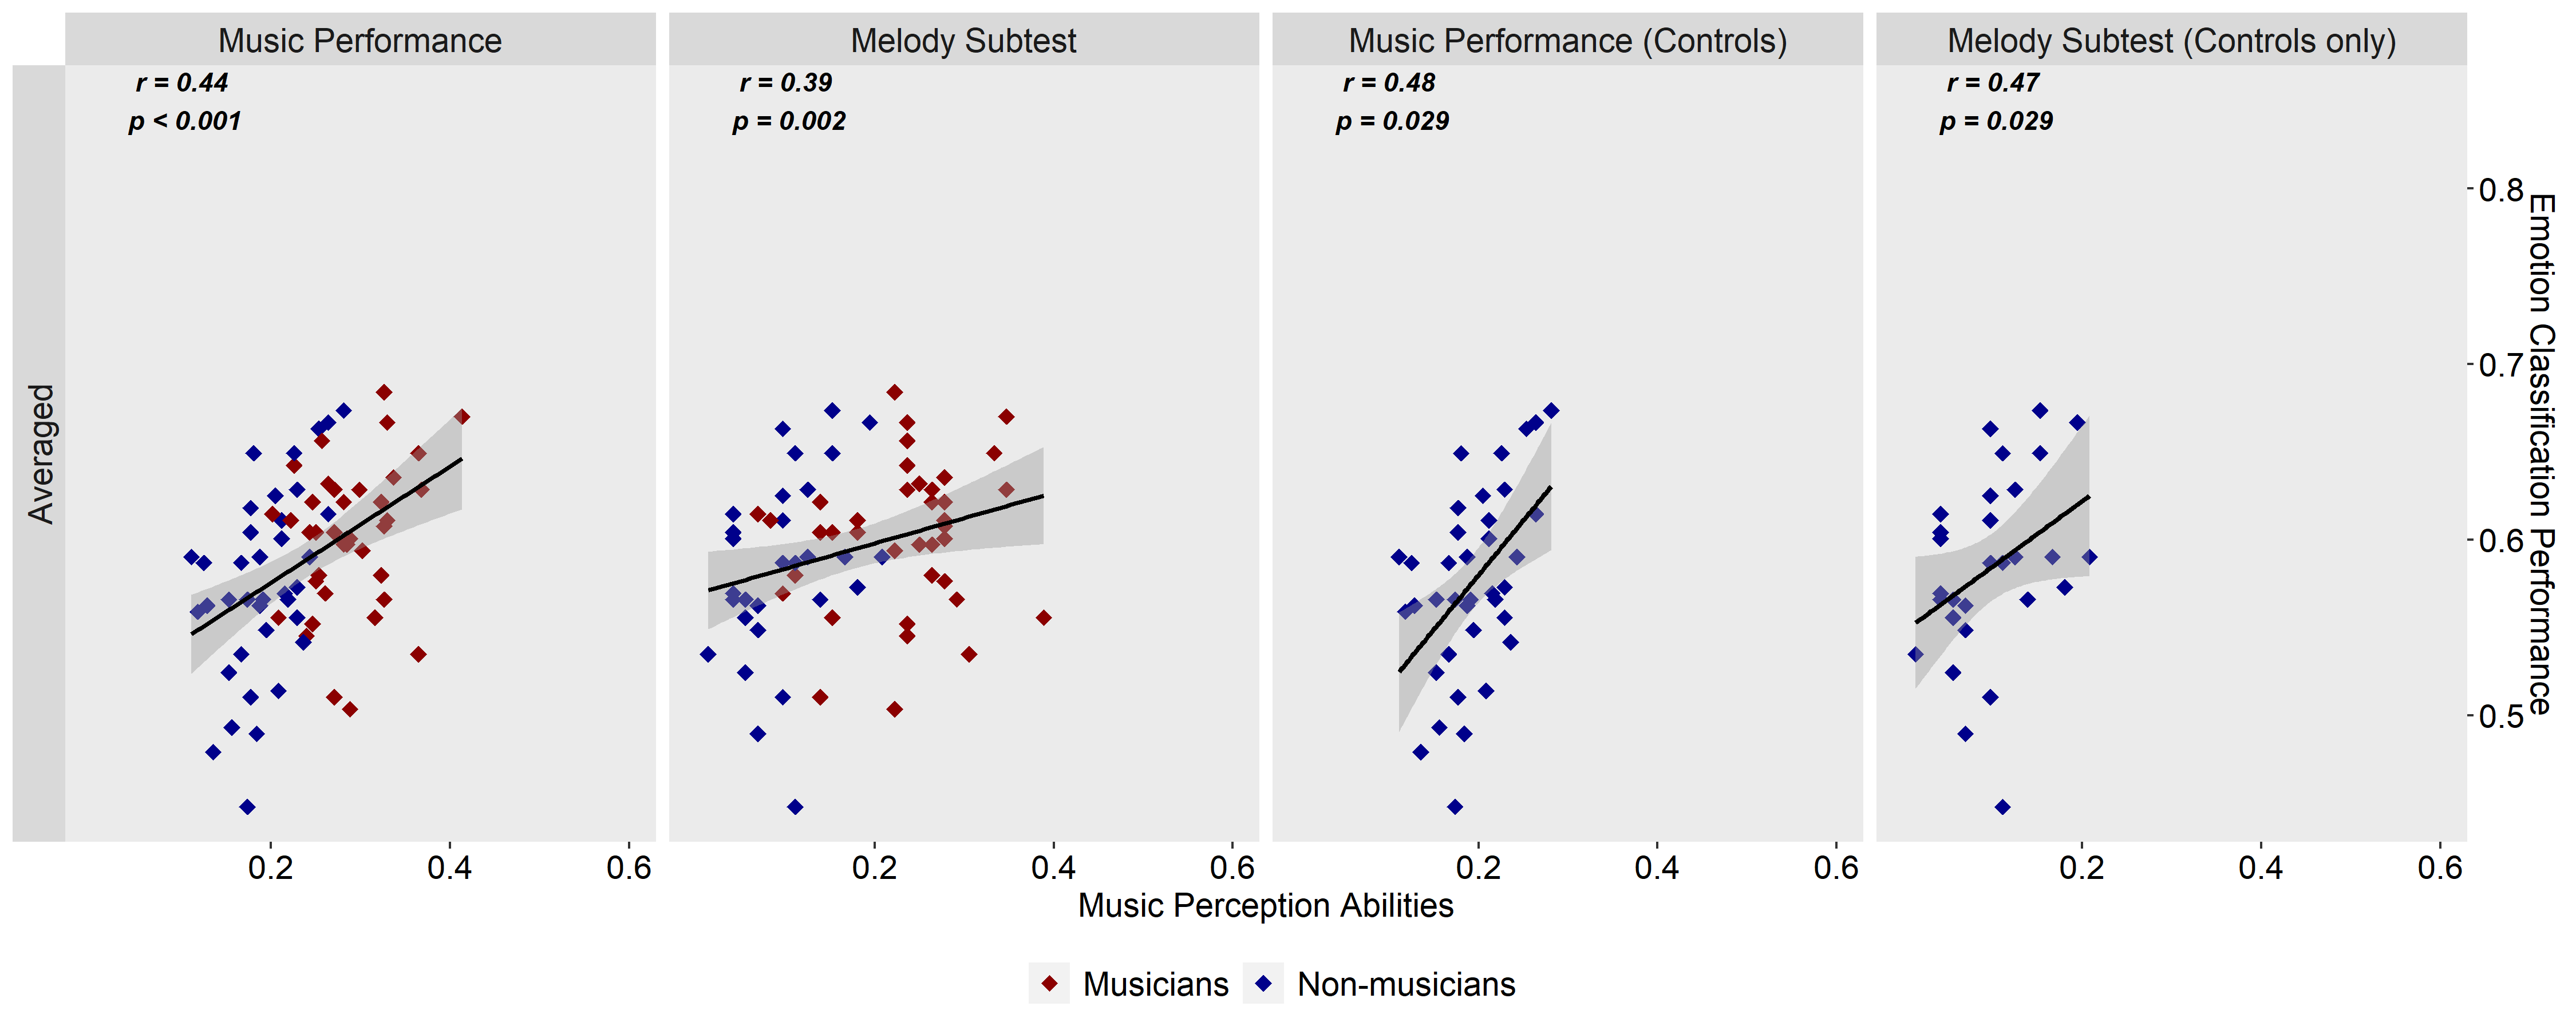 Music Performance
Melody Subtest
Music Performance (Controls)
Melody Subtest (Controls only)
r = 0.44
p < 0.001
r = 0.39
p = 0.002
r = 0.48
p = 0.029
r = 0.47
p = 0.029
Averaged
0.8
0.7
0.6
0.5
Emotion Classification Performance
0.2
0.4
0.6
0.2
0.4
0.6
0.2
0.4
0.6
0.2
0.4
0.6
Music Perception Abilities
Musicians
Non-musicians